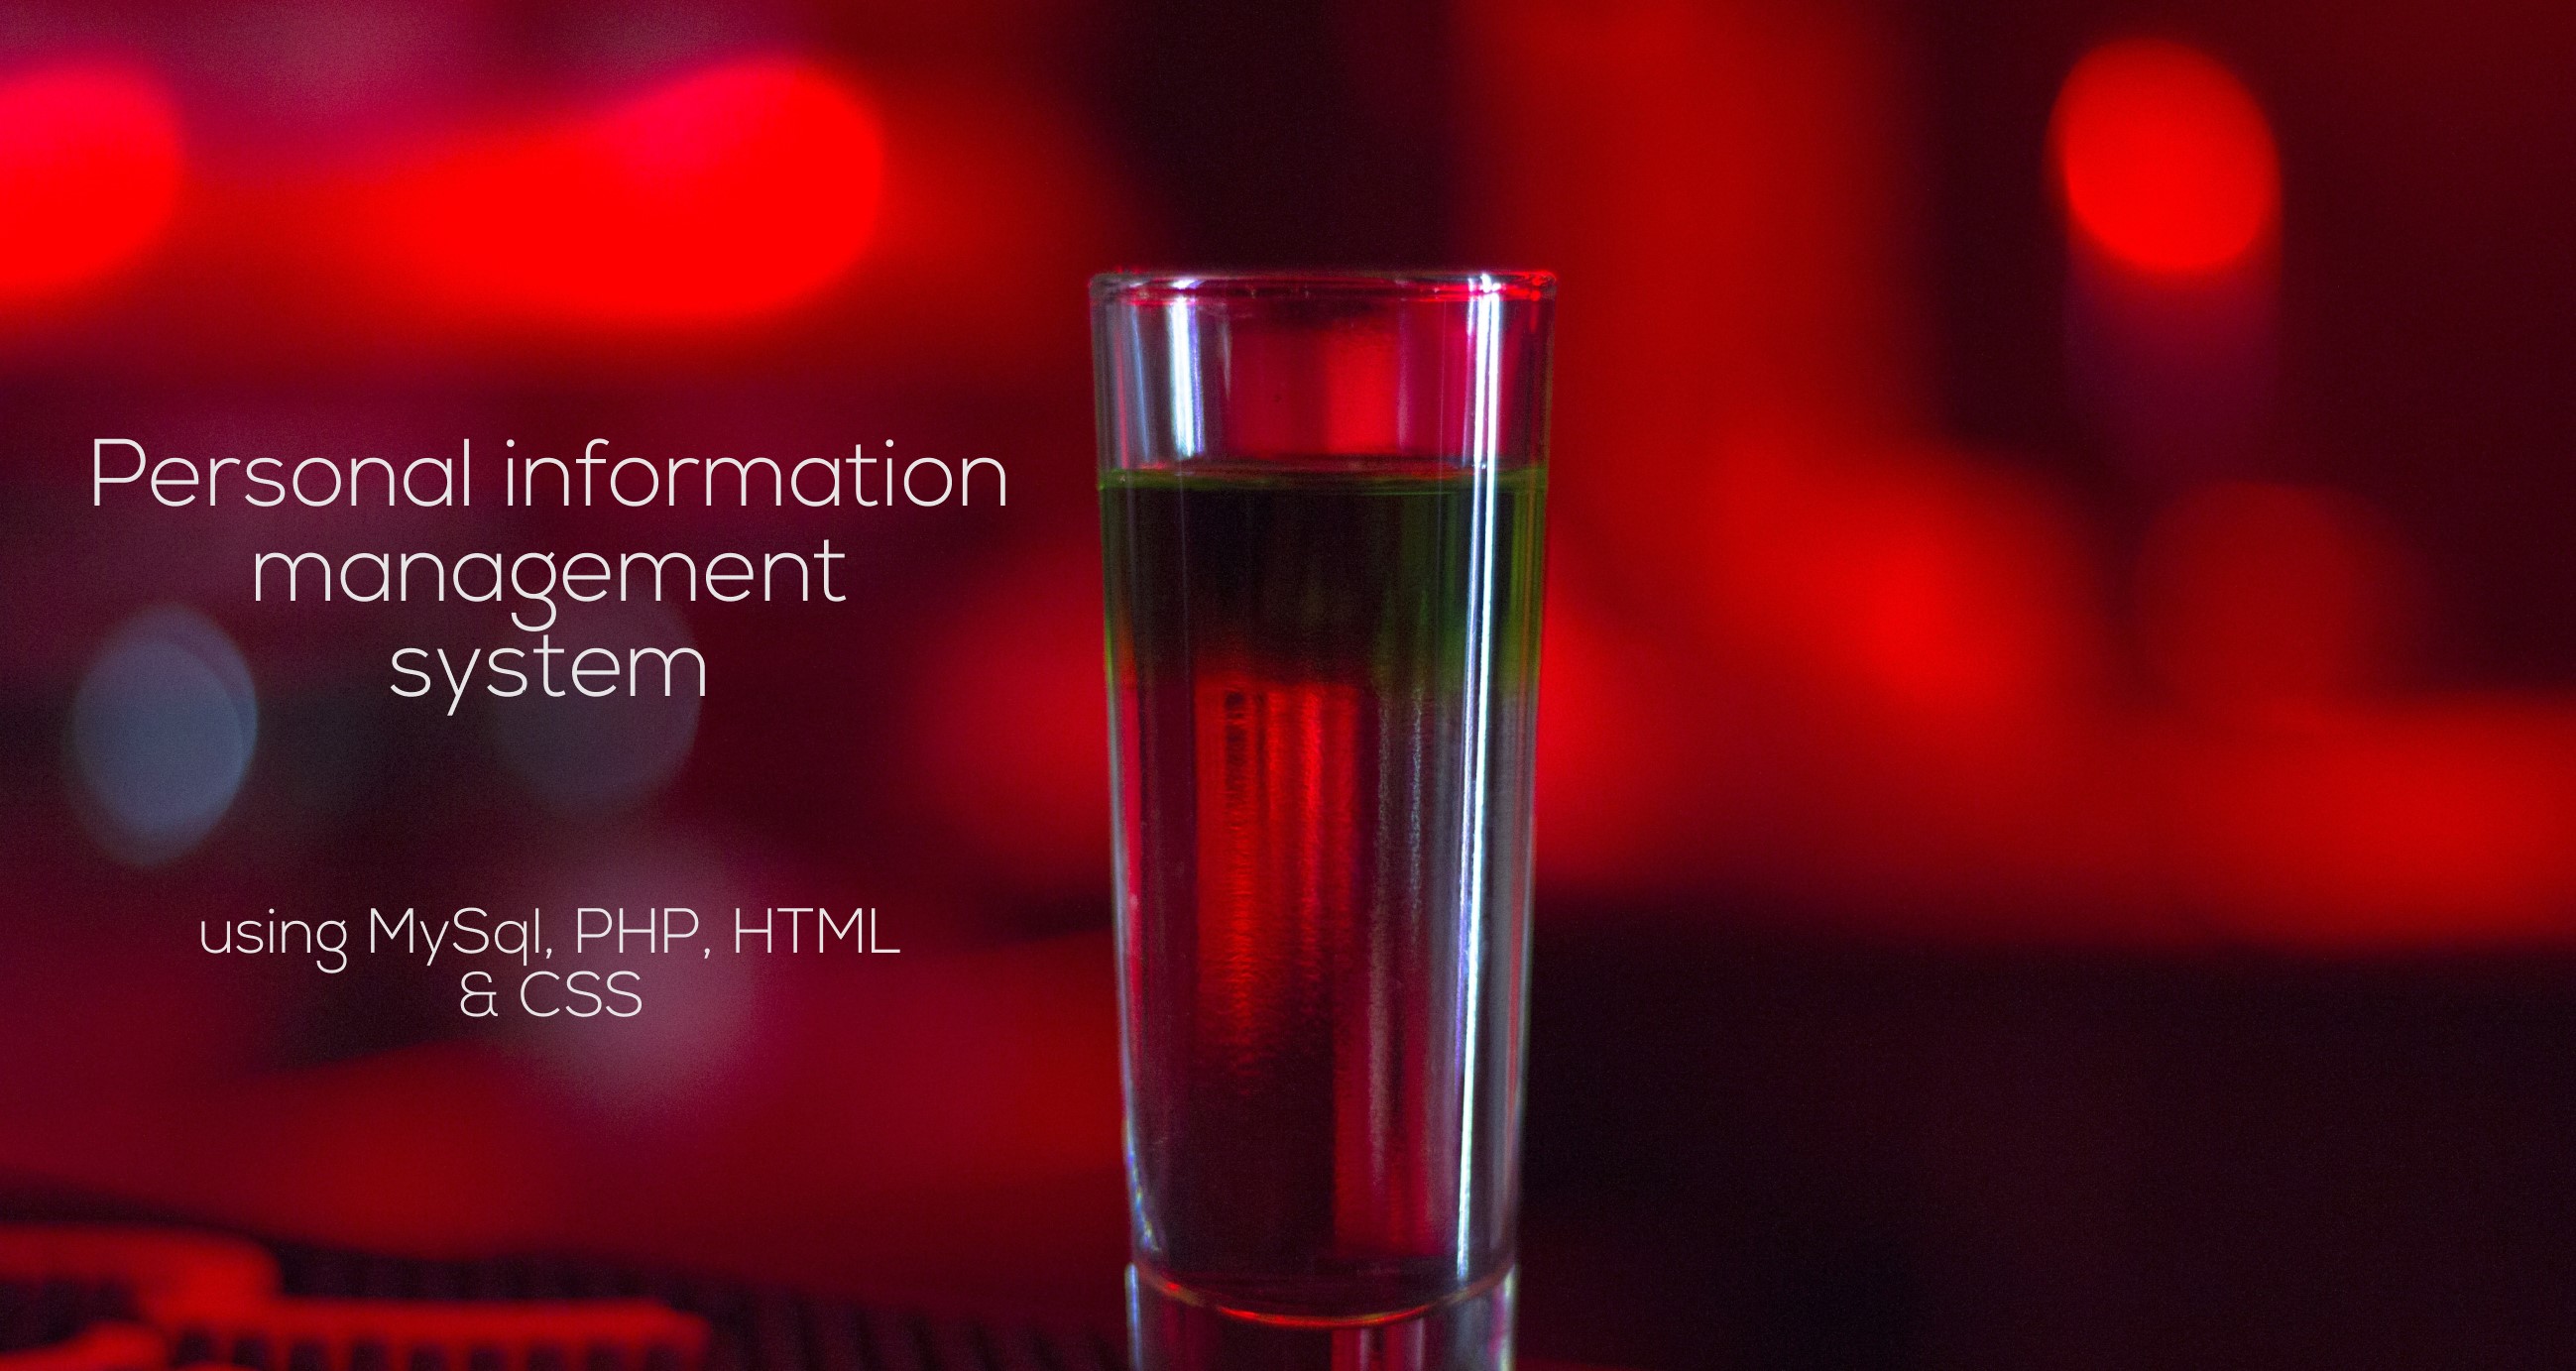 Personal information
management
system
using MySql, PHP, HTML
& CSS